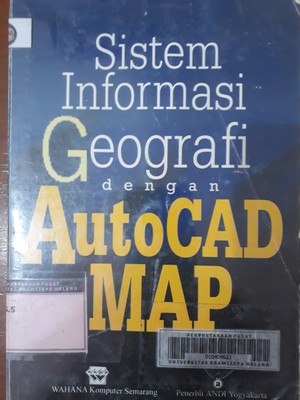 Sistem
Informasi
Geografi
dengan
AutoCAD
MAP
PERPUSTAKAAN PUSAT
UNIVERSITAS BRAWIJAYA MALANG
WAHANA Komputer Semarang
Penerbit ANDI Yogyakarta